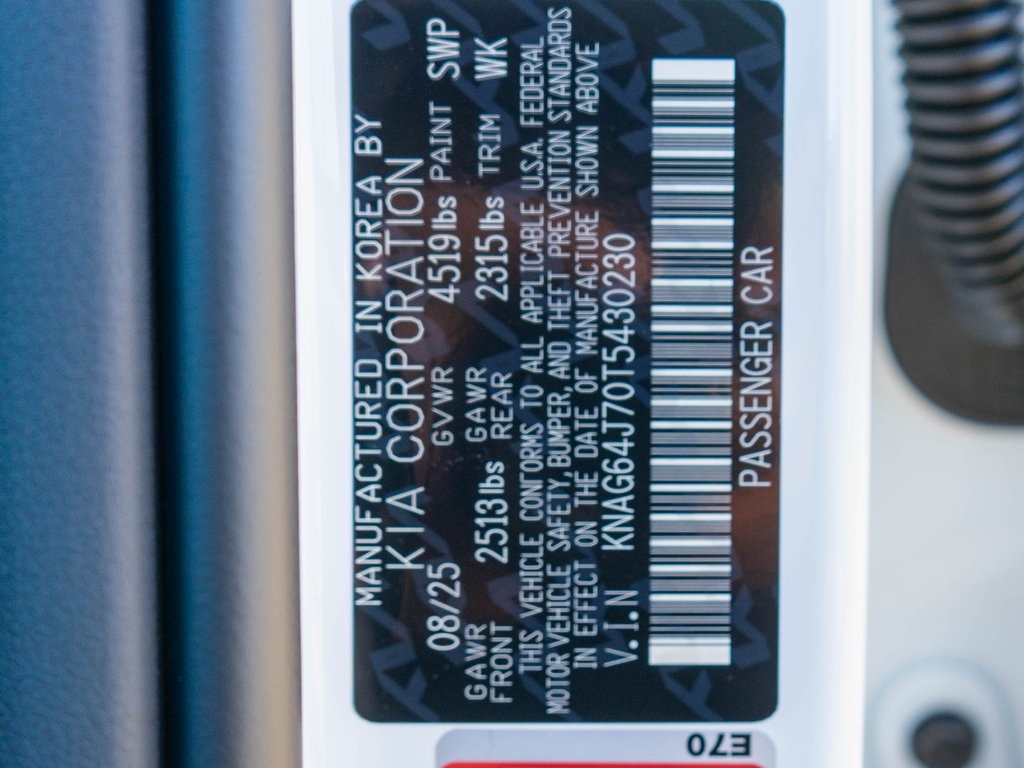 MANUFACTURED IN KOREA BY
KIA CORPORATION
08/25 GVWR 4519lbs PAINT SWP
GAWR FRONT 2513lbs GAWR REAR 2315lbs TRIM WK
THIS VEHICLE CONFORMS TO ALL APPLICABLE U.S.A. FEDERAL
MOTOR VEHICLE SAFETY, BUMPER, AND THEFT PREVENTION STANDARDS
IN EFFECT ON THE DATE OF MANUFACTURE SHOWN ABOVE
V.I.N KNAG64J70T5430230
PASSENGER CAR
E70